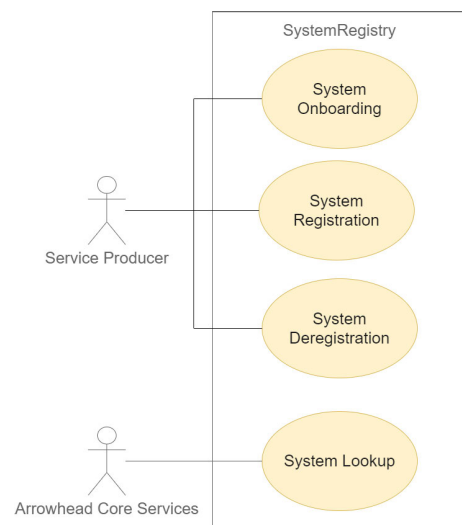 SystemRegistry
System
Onboarding
System
Registration
Service Producer
System
Deregistration
System Lookup
Arrowhead Core Services